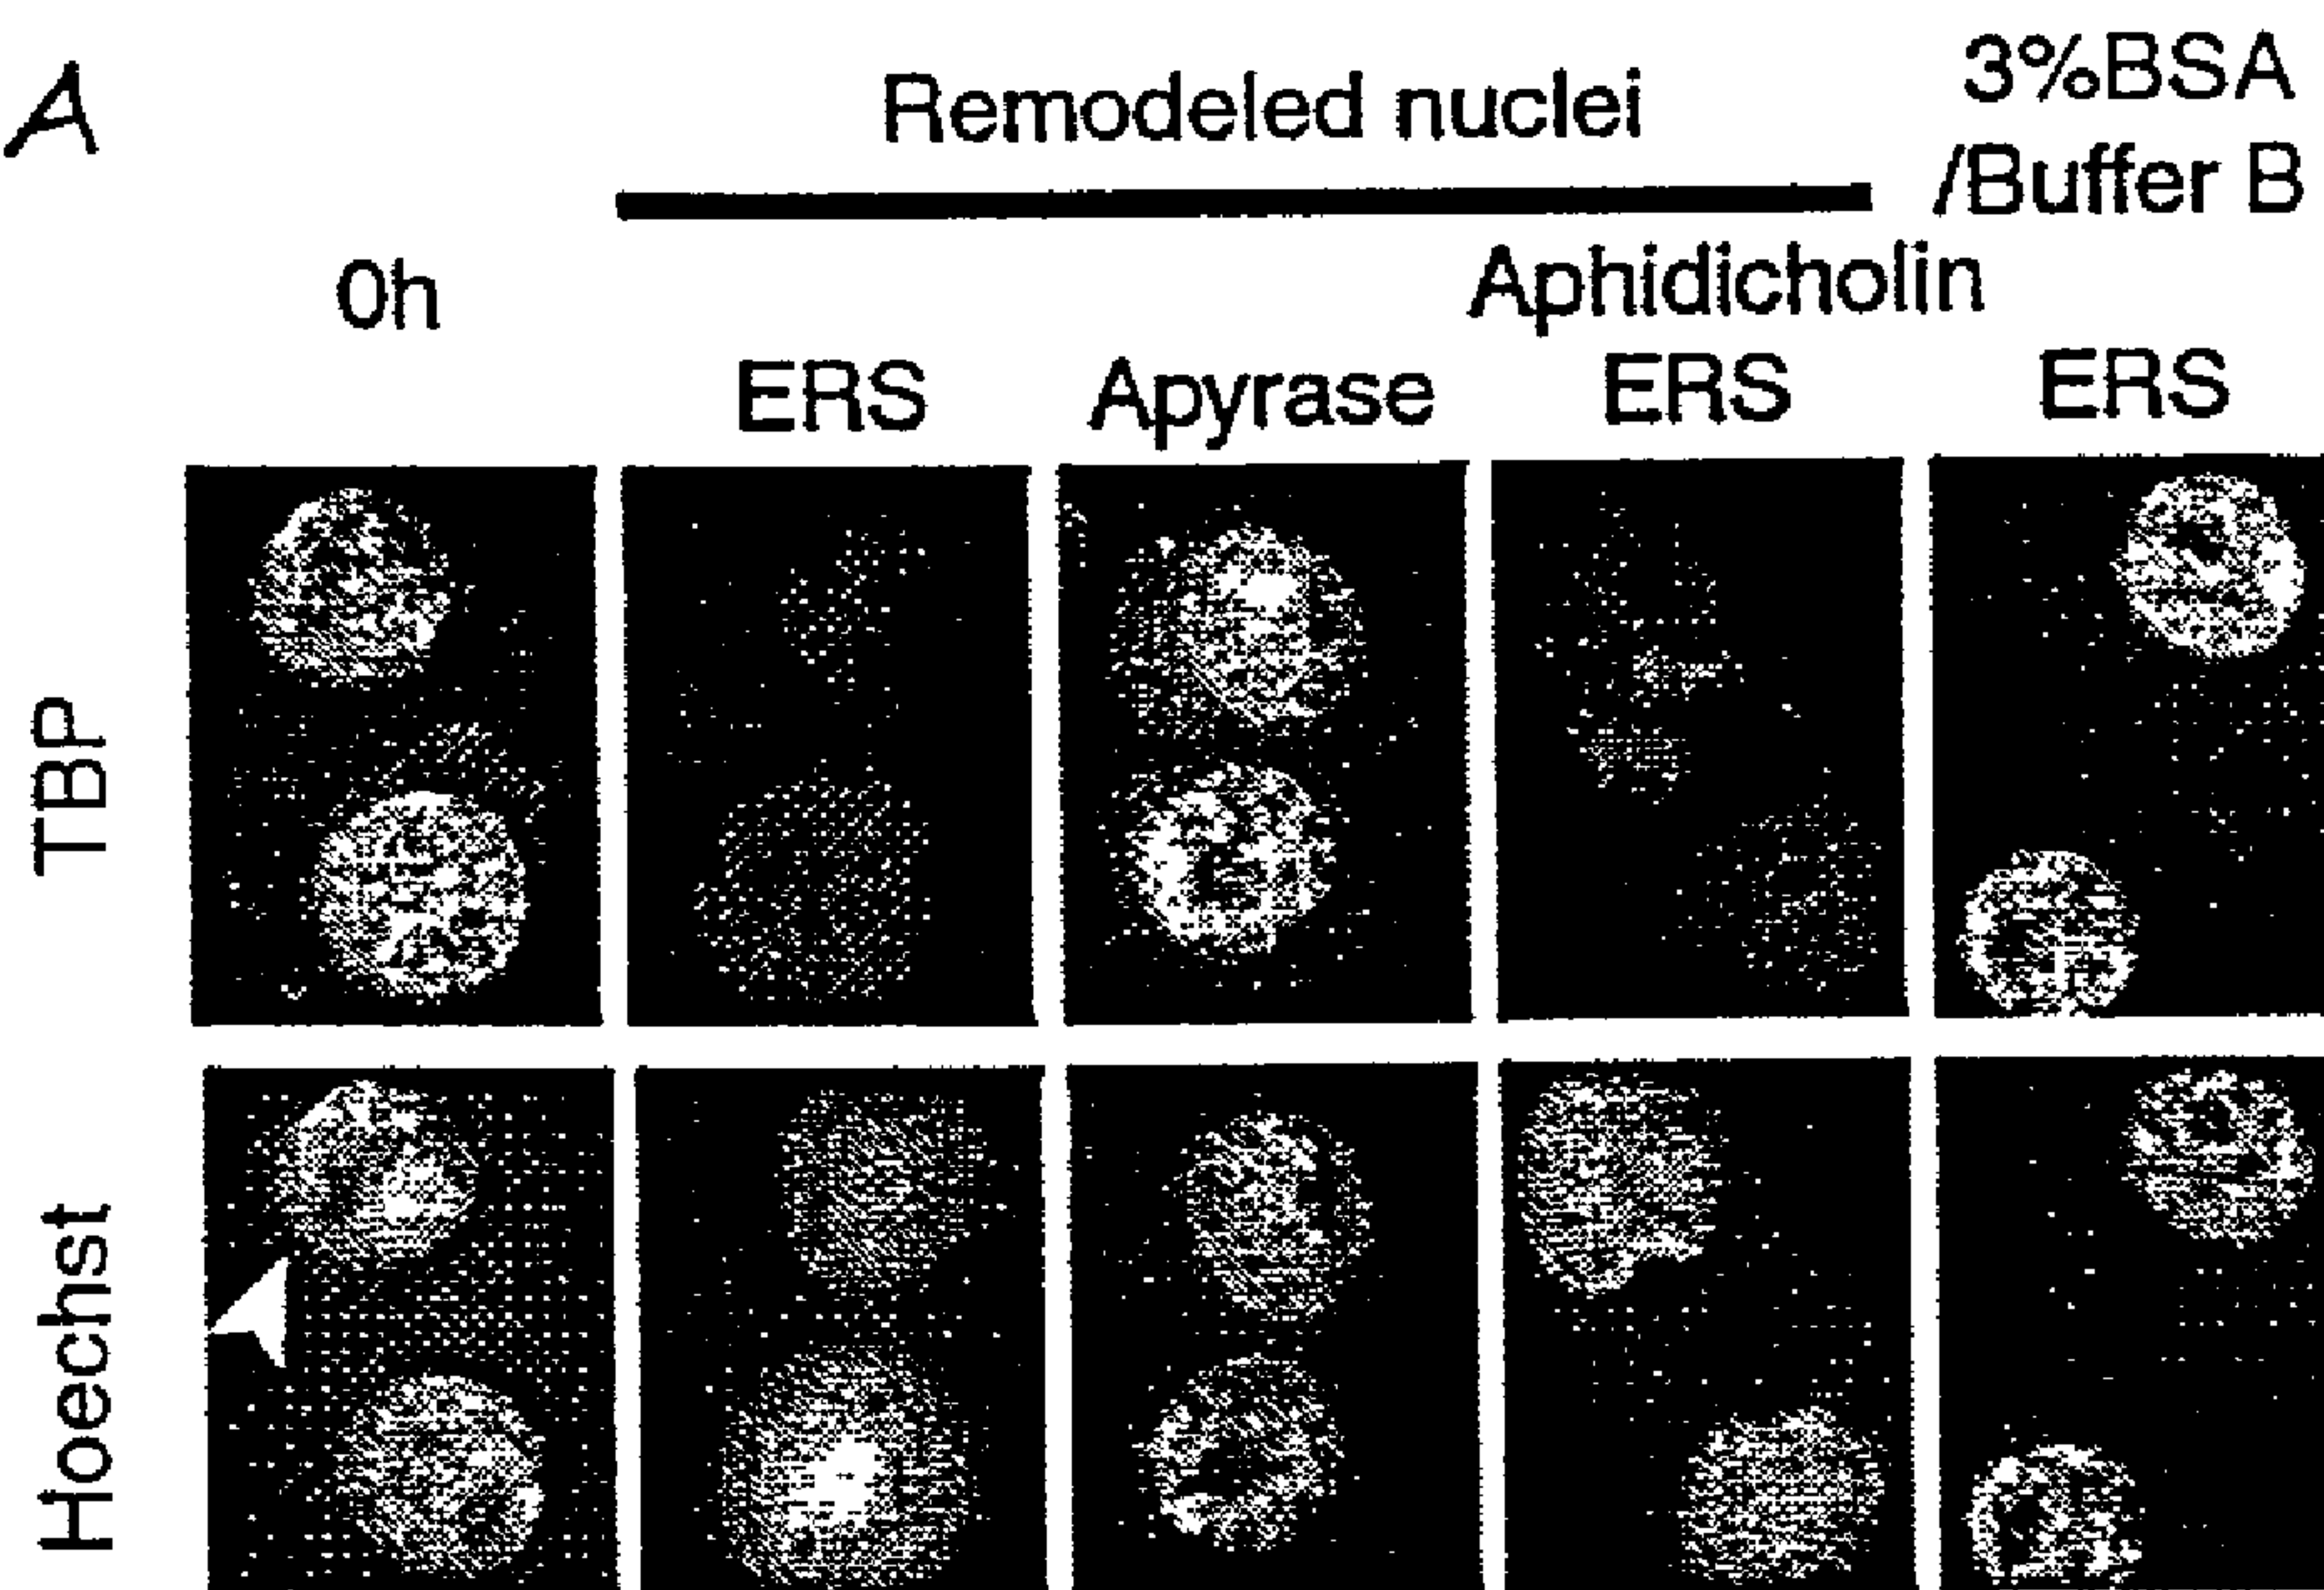 A
Remodeled nuclei
3%BSA
/Buffer B
0h
Aphidicholin
ERS
Apyrase
ERS
ERS
TBP
Hoechst